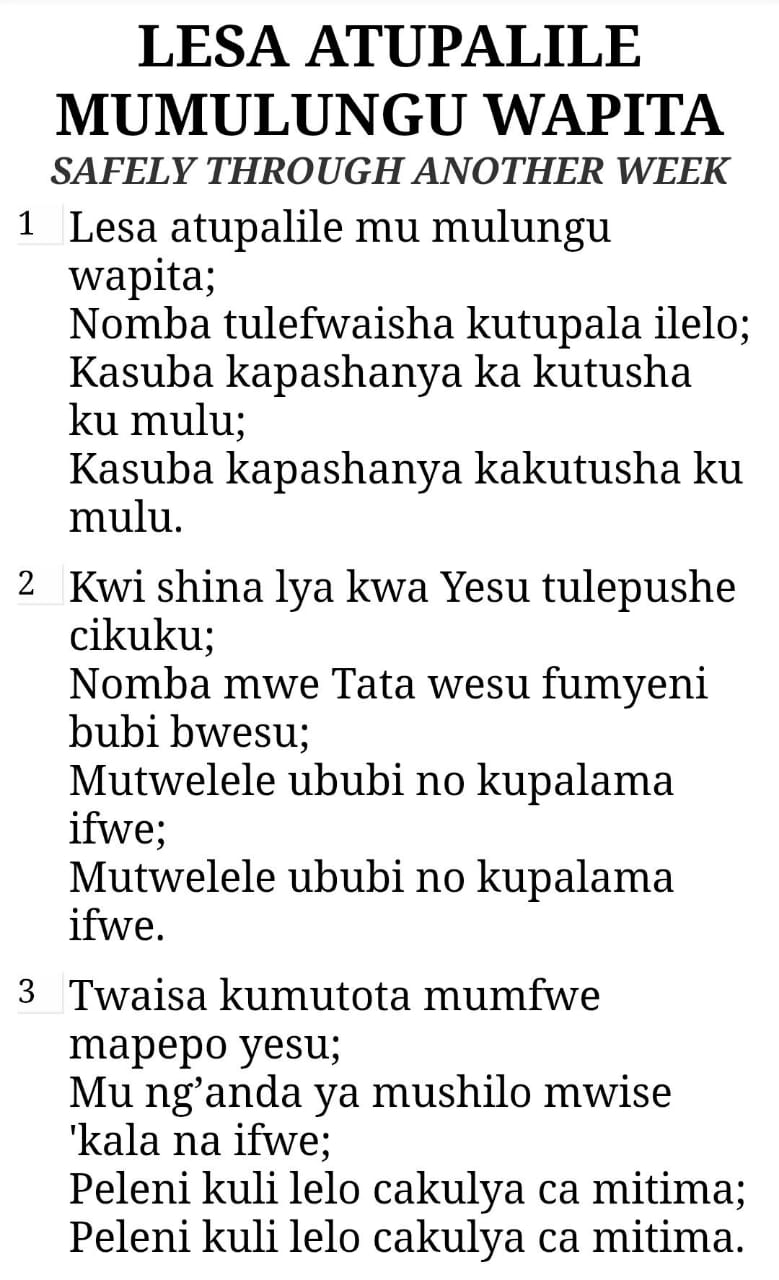 LESA ATUPALILE
MUMULUNGU WAPITA
SAFELY THROUGH ANOTHER WEEK
1 Lesa atupalile mu mulungu
wapita;
Nomba tulefwaisha kutupala ilelo;
Kasuba kapashanya ka kutusha
ku mulu;
Kasuba kapashanya kakutusha ku
mulu.
2 Kwi shina lya kwa Yesu tulepushe
cikuku;
Nomba mwe Tata wesu fumyeni
bubi bwesu;
Mutwelele ububi no kupalama
ifwe;
Mutwelele ububi no kupalama
ifwe.
3 Twaisa kumutota mumfwe
mapepo yesu;
Mu ng’anda ya mushilo mwise
'kala na ifwe;
Peleni kuli lelo cakulya ca mitima;
Peleni kuli lelo cakulya ca mitima.